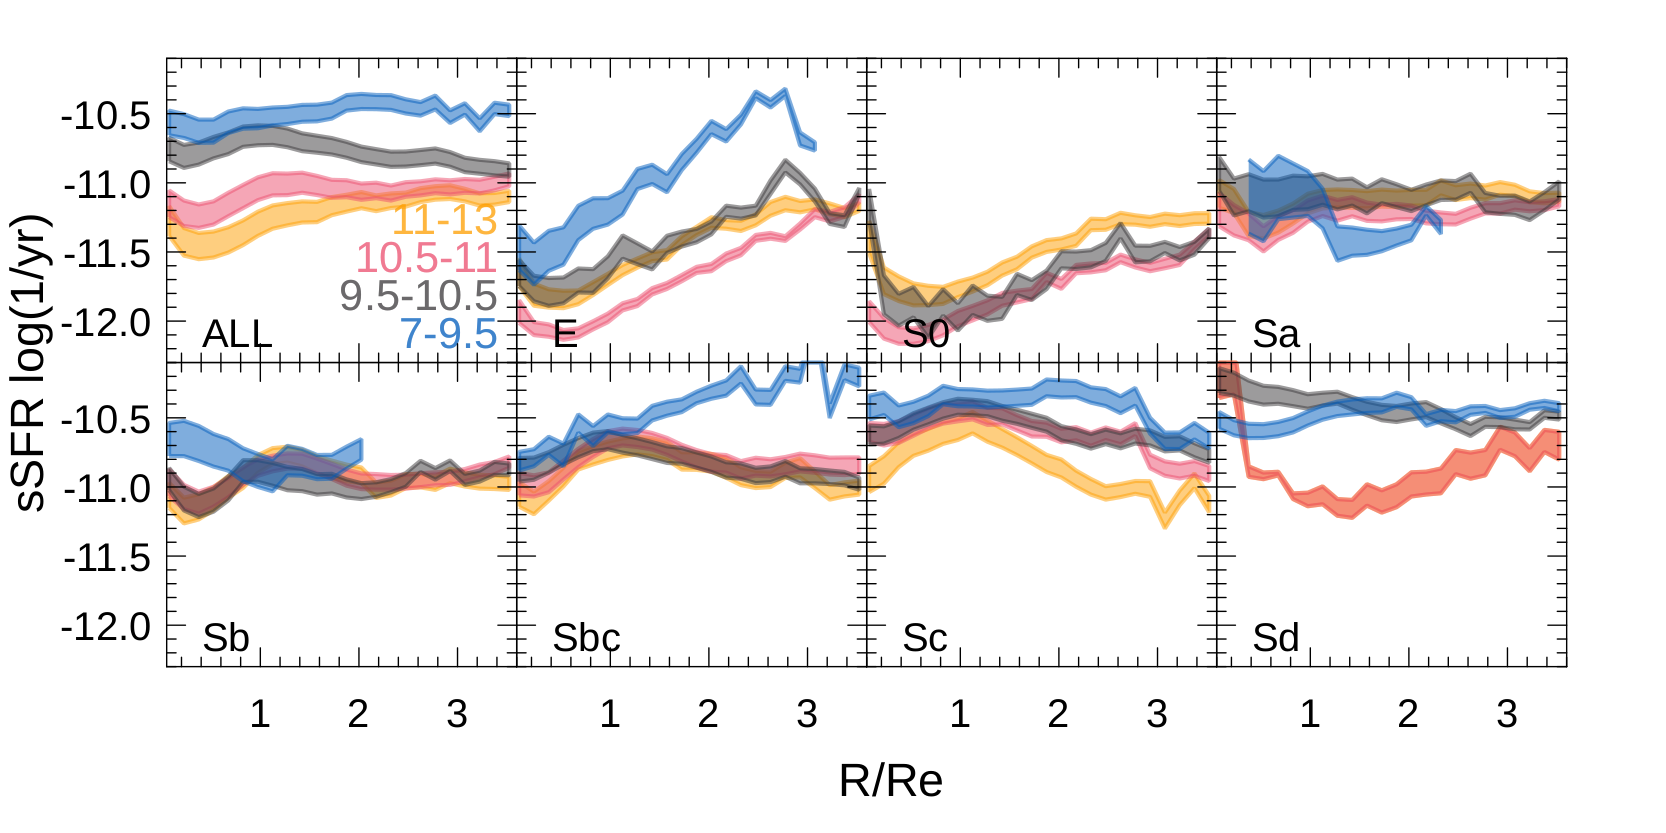 sSFR log(1/yr)
-10.5
-11.0
-11.5
-12.0
11-13
10.5-11
9.5-10.5
7-9.5
ALL
E
S0
Sa
-10.5
-11.0
-11.5
-12.0
Sb
Sbc
Sc
Sd
1 2 3 1 2 3 1 2 3 1 2 3
R/Re